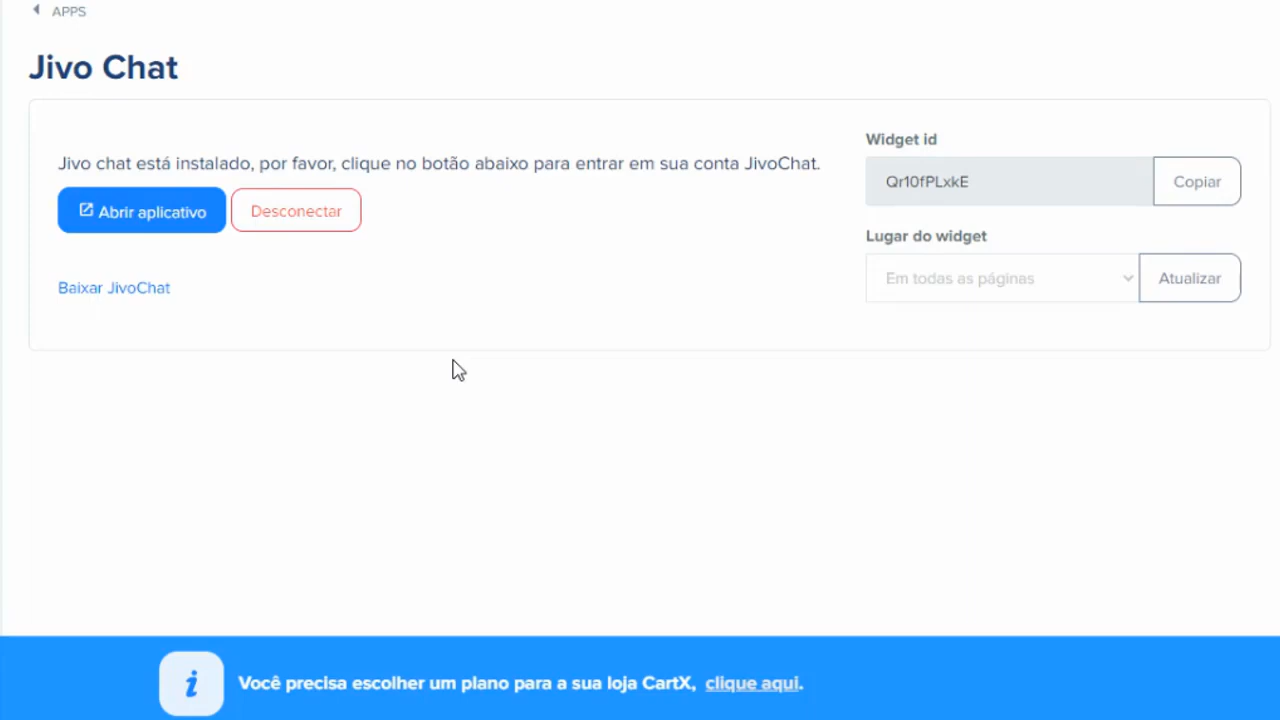 APPS
Jivo Chat
Jivo chat está instalado, por favor, clique no botão abaixo para entrar em sua conta JivoChat.
Abrir aplicativo
Desconectar
Baixar JivoChat
Widget id
Qr10fPLxkE
Copiar
Lugar do widget
Em todas as páginas
Atualizar
Você precisa escolher um plano para a sua loja CartX, clique aqui.